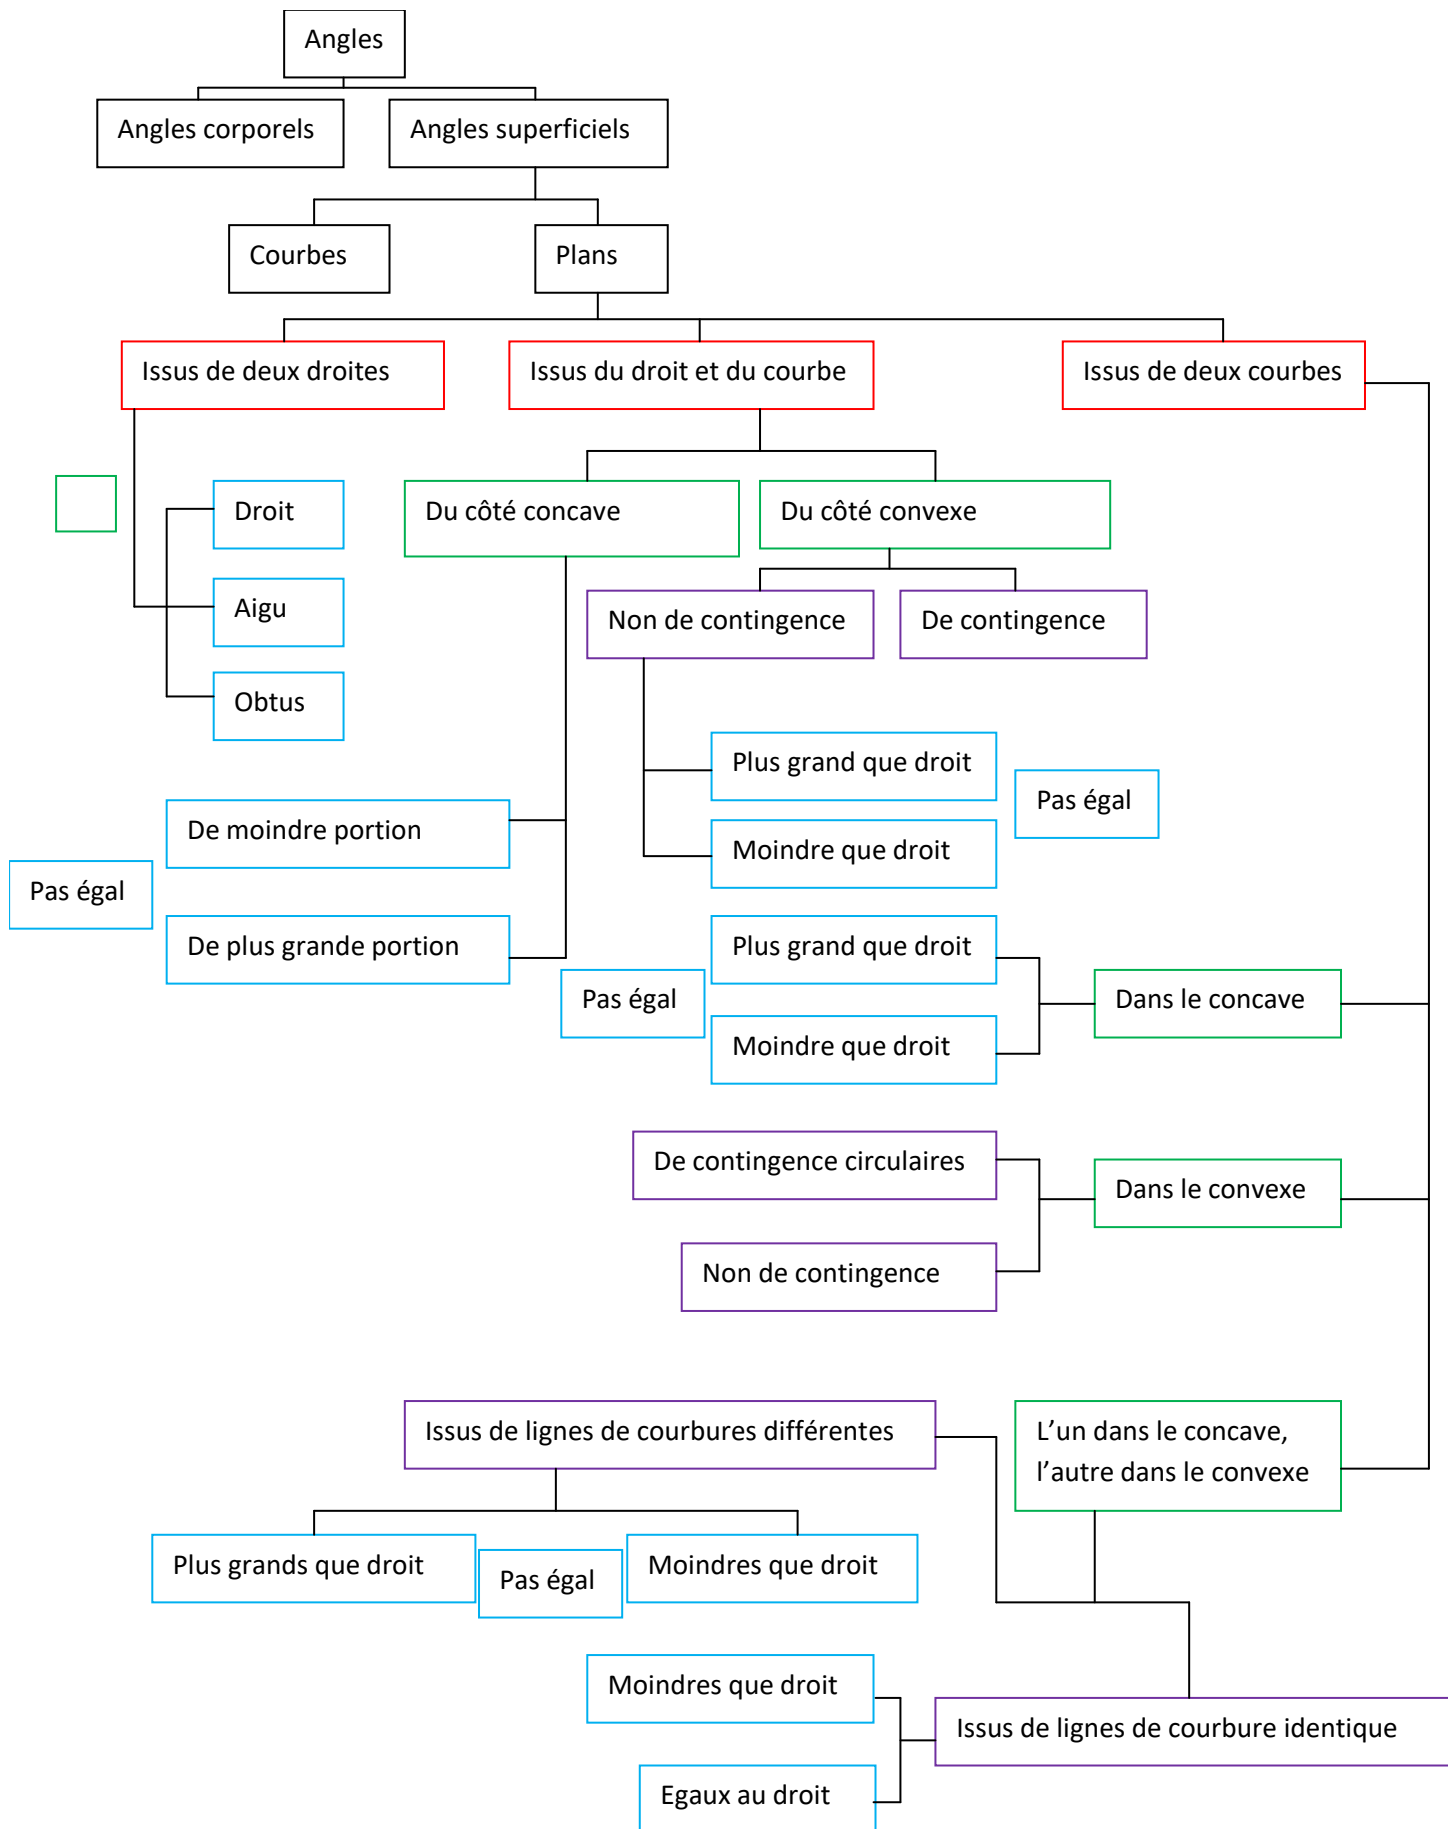 Angles
Angles corporels
Angles superficiels
Courbes
Plans
Issus de deux droites
Issus du droit et du courbe
Issus de deux courbes
Droit
Du côté concave
Du côté convexe
Aigu
Non de contingence
De contingence
Obtus
Plus grand que droit
Pas égal
De moindre portion
Moindre que droit
Pas égal
De plus grande portion
Plus grand que droit
Pas égal
Dans le concave
Moindre que droit
De contingence circulaires
Dans le convexe
Non de contingence
Issus de lignes de courbures différentes
L’un dans le concave,
l’autre dans le convexe
Plus grands que droit
Pas égal
Moindres que droit
Moindres que droit
Issus de lignes de courbure identique
Egaux au droit